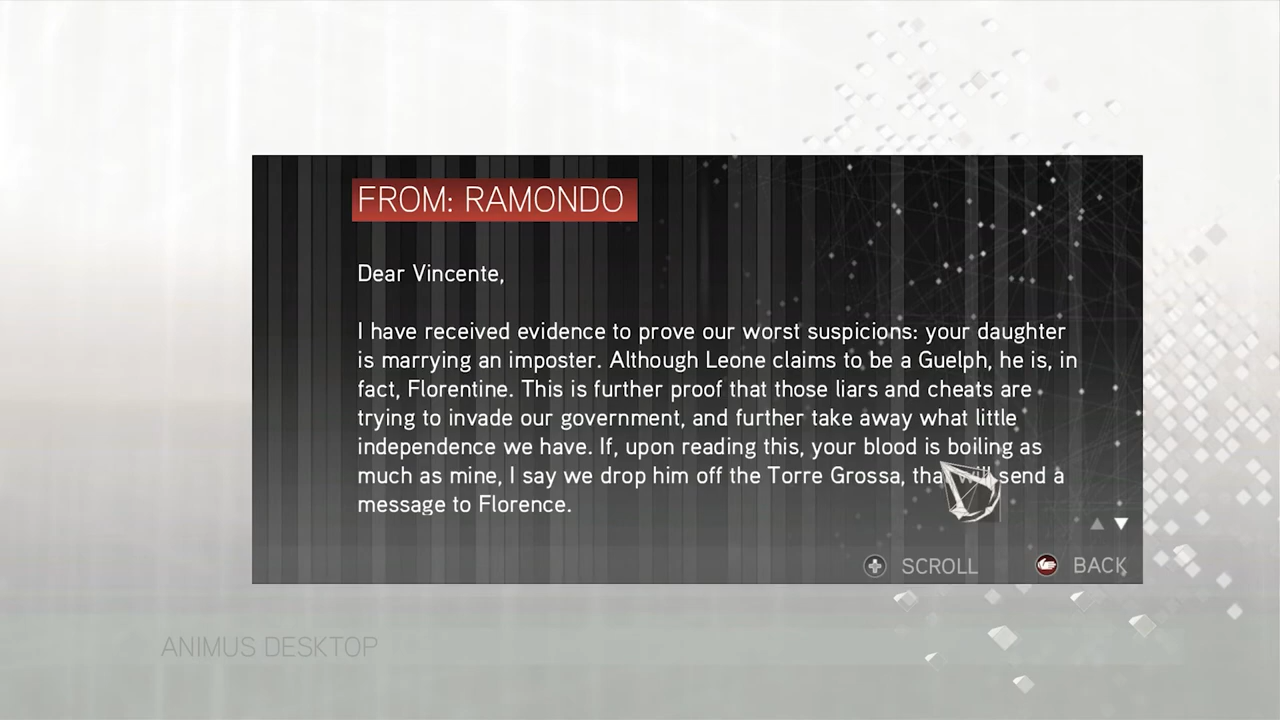 FROM: RAMONDO
Dear Vincente,
I have received evidence to prove our worst suspicions: your daughter
is marrying an imposter. Although Leone claims to be a Guelph, he is, in
fact, Florentine. This is further proof that those liars and cheats are
trying to invade our government, and further take away what little
independence we have. If, upon reading this, your blood is boiling as
much as mine, I say we drop him off the Torre Grossa, that will send a
message to Florence.
SCROLL
BACK
ANIMUS DESKTOP